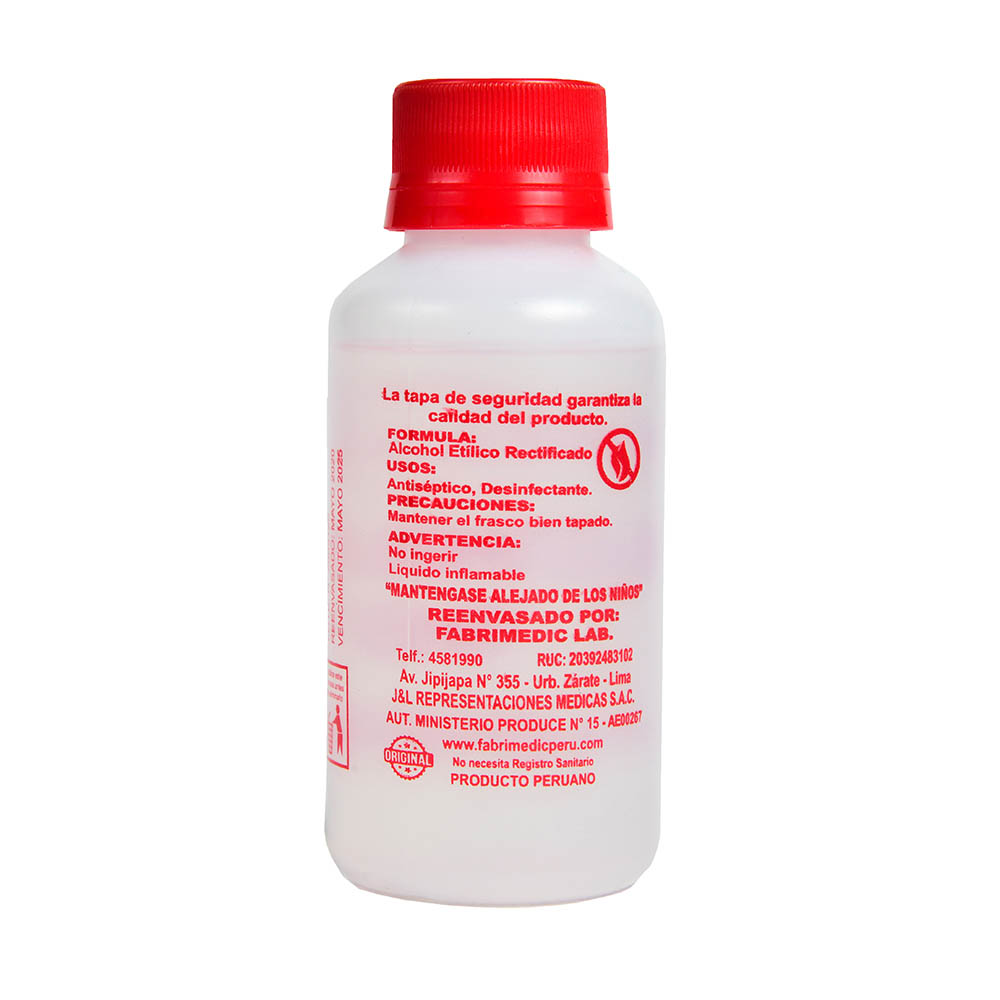 La tapa de seguridad garantiza la
calidad del producto.
FORMULA:
Alcohol Etílico Rectificado
USOS:
Antiséptico, Desinfectante.
PRECAUCIONES:
Mantener el frasco bien tapado.
ADVERTENCIA:
No ingerir
Liquido inflamable
"MANTENGASE ALEJADO DE LOS NIÑOS"
REENVASADO POR:
FABRIMEDIC LAB.
Telf.: 4581990 RUC: 20392483102
Av. Jipijapa N° 355 - Urb. Zárate - Lima
J&L REPRESENTACIONES MEDICAS S.A.C.
AUT. MINISTERIO PRODUCE N° 15 - AE00267
www.fabrimedicperu.com
ORIGINAL
No necesita Registro Sanitario
PRODUCTO PERUANO
REENVASADO: MAYO 2020
VENCIMIENTO: MAYO 2025